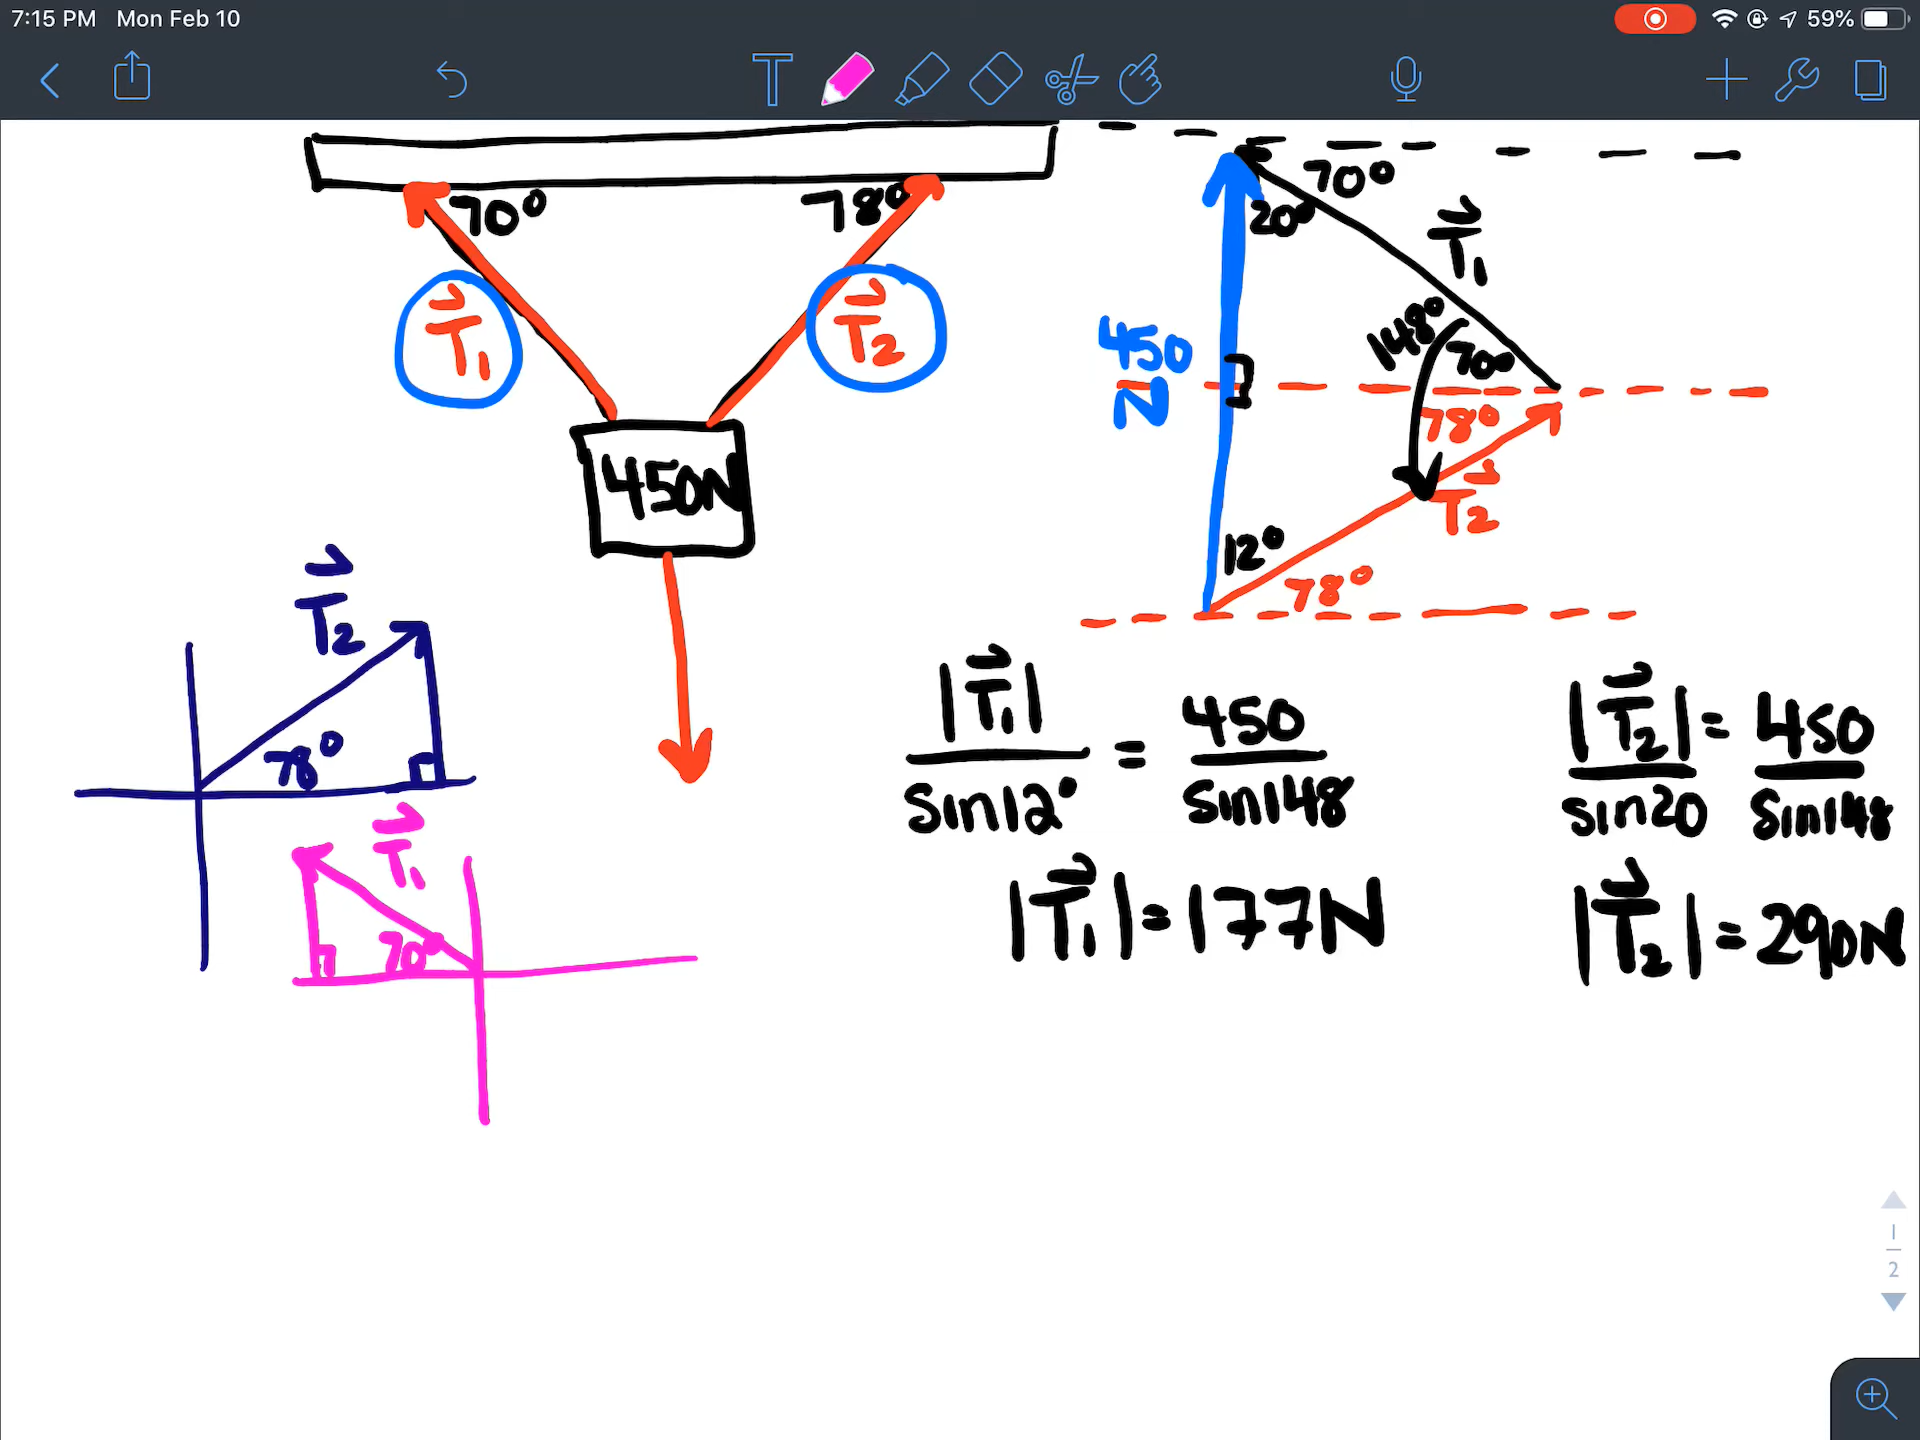 7:15 PM Mon Feb 10
59%
T
70° 78°
T₁
T₂
450N
70°
20°
T₁
148°
70°
450 N
78°
T₂
12°
78°
T₂
78°
T₁
70°
|T₁| / sin12° = 450 / sin148
|T₁| = 177N
|T₂| / sin20 = 450 / sin148
|T₂| = 290N
1
2